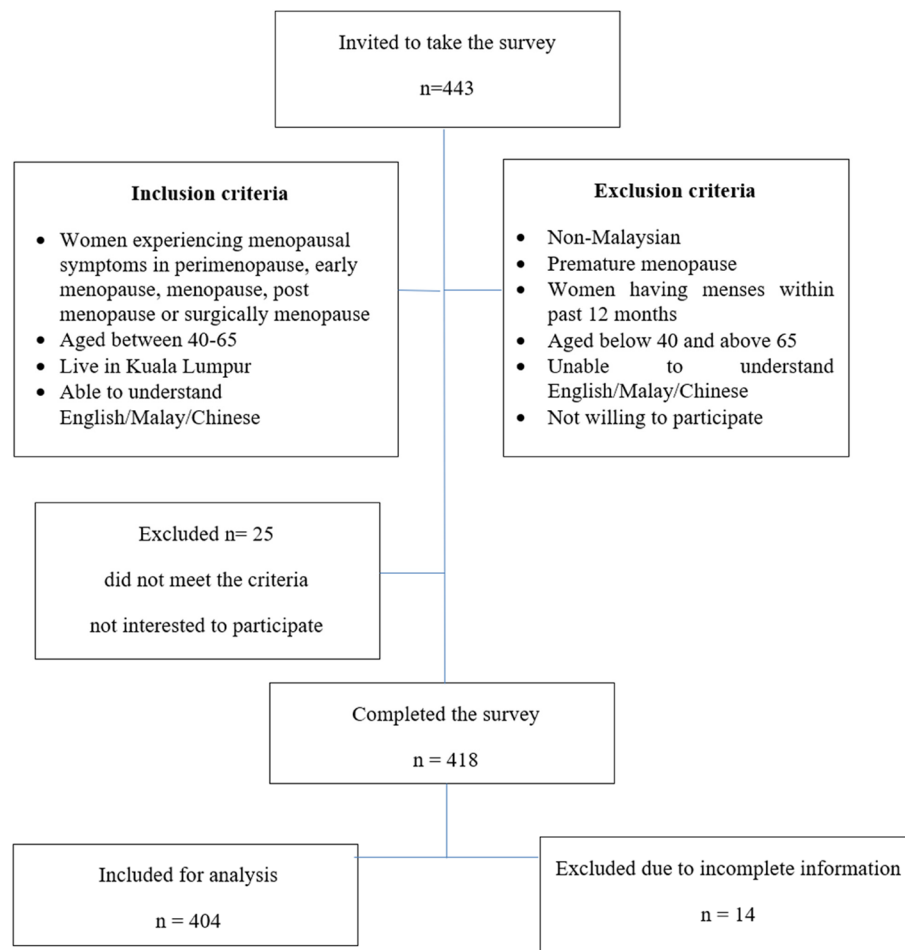 Invited to take the survey
n=443
Inclusion criteria
• Women experiencing menopausal
symptoms in perimenopause, early
menopause, menopause, post
menopause or surgically menopause
• Aged between 40-65
• Live in Kuala Lumpur
• Able to understand
English/Malay/Chinese
Exclusion criteria
• Non-Malaysian
• Premature menopause
• Women having menses within
past 12 months
• Aged below 40 and above 65
• Unable to understand
English/Malay/Chinese
• Not willing to participate
Excluded n= 25
did not meet the criteria
not interested to participate
Completed the survey
n = 418
Included for analysis
n = 404
Excluded due to incomplete information
n = 14